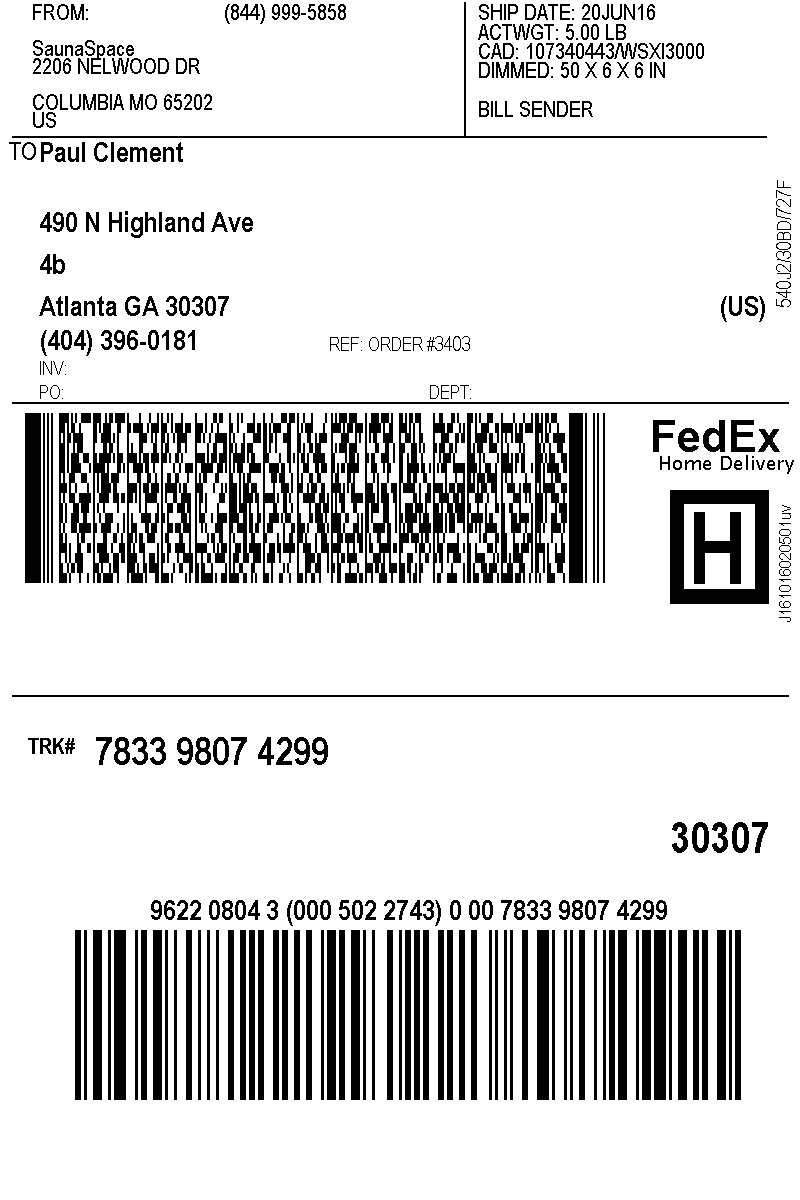 FROM: (844) 999-5858
SaunaSpace
2206 NELWOOD DR
COLUMBIA MO 65202
US
SHIP DATE: 20JUN16
ACTWGT: 5.00 LB
CAD: 107340443/WSXI3000
DIMMED: 50 X 6 X 6 IN
BILL SENDER
TO Paul Clement
490 N Highland Ave
4b
Atlanta GA 30307 (US)
(404) 396-0181 REF: ORDER #3403
INV:
PO: DEPT:
540J2/30BD/727F
FedEx
Home Delivery
H
J161016020501uv
TRK# 7833 9807 4299
30307
9622 0804 3 (000 502 2743) 0 00 7833 9807 4299